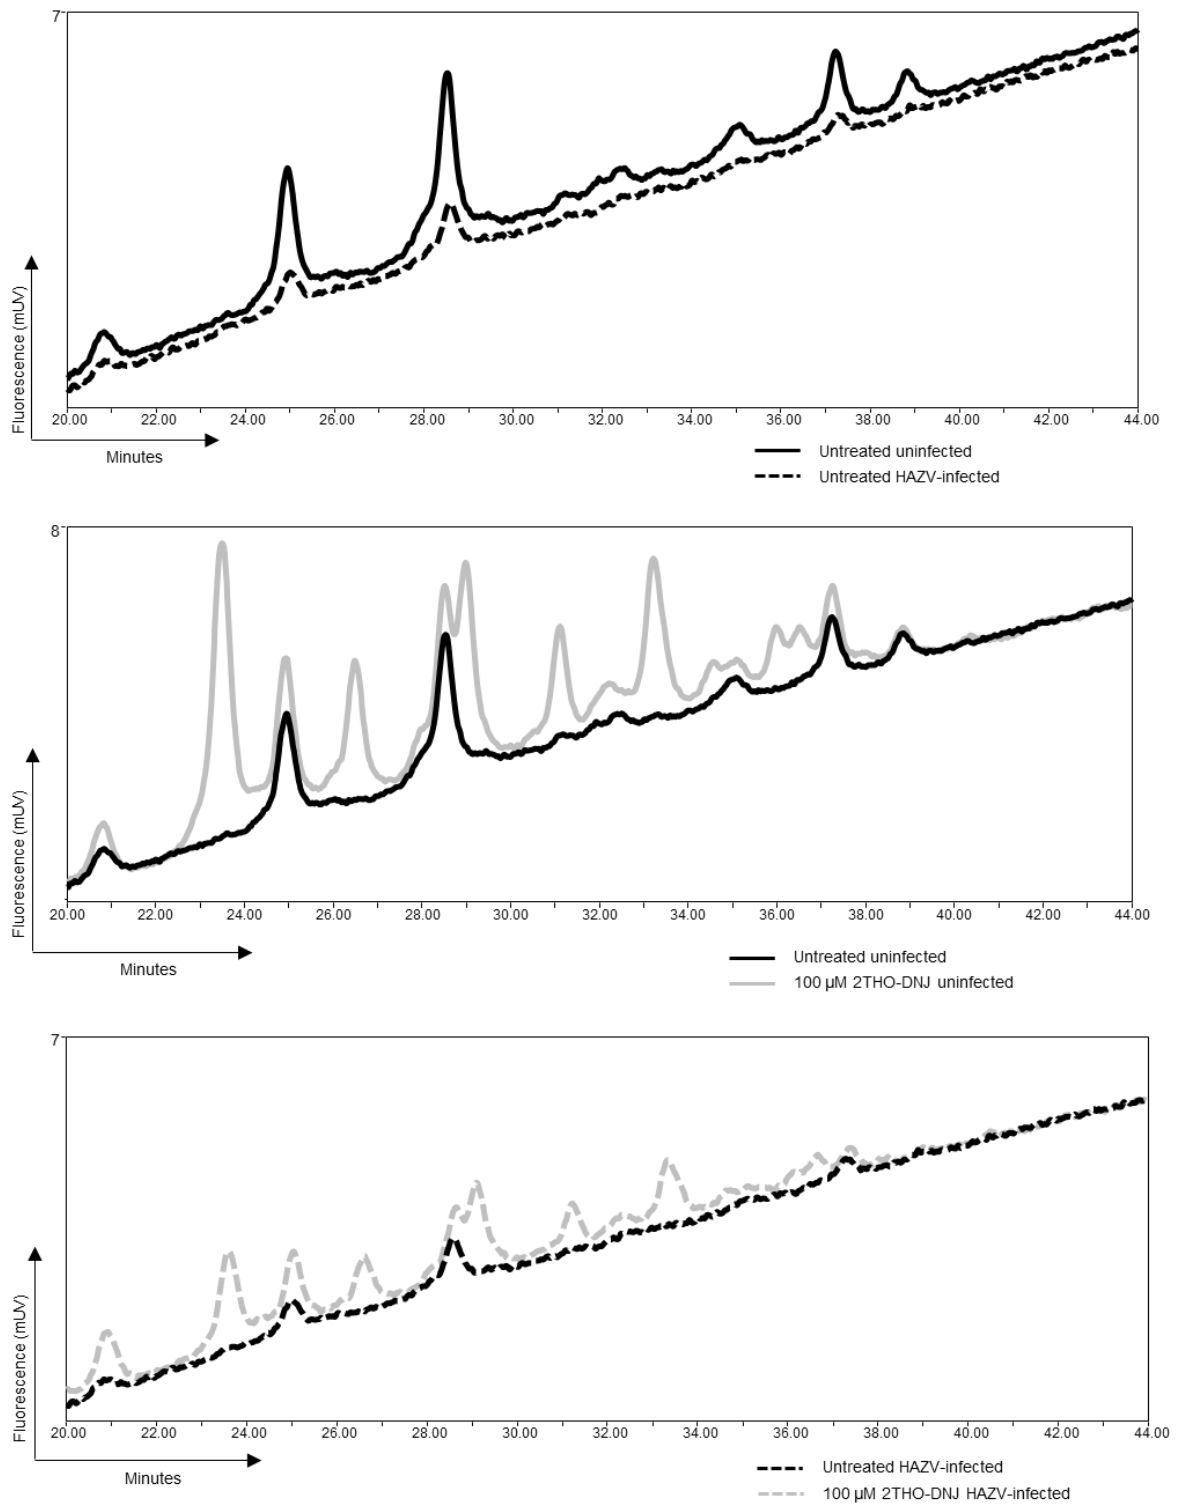 7
Fluorescence (mUV)
20.00 22.00 24.00 26.00 28.00 30.00 32.00 34.00 36.00 38.00 40.00 42.00 44.00
Minutes
Untreated uninfected
Untreated HAZV-infected
8
Fluorescence (mUV)
20.00 22.00 24.00 26.00 28.00 30.00 32.00 34.00 36.00 38.00 40.00 42.00 44.00
Minutes
Untreated uninfected
100 µM 2THO-DNJ uninfected
7
Fluorescence (mUV)
20.00 22.00 24.00 26.00 28.00 30.00 32.00 34.00 36.00 38.00 40.00 42.00 44.00
Minutes
Untreated HAZV-infected
100 µM 2THO-DNJ HAZV-infected